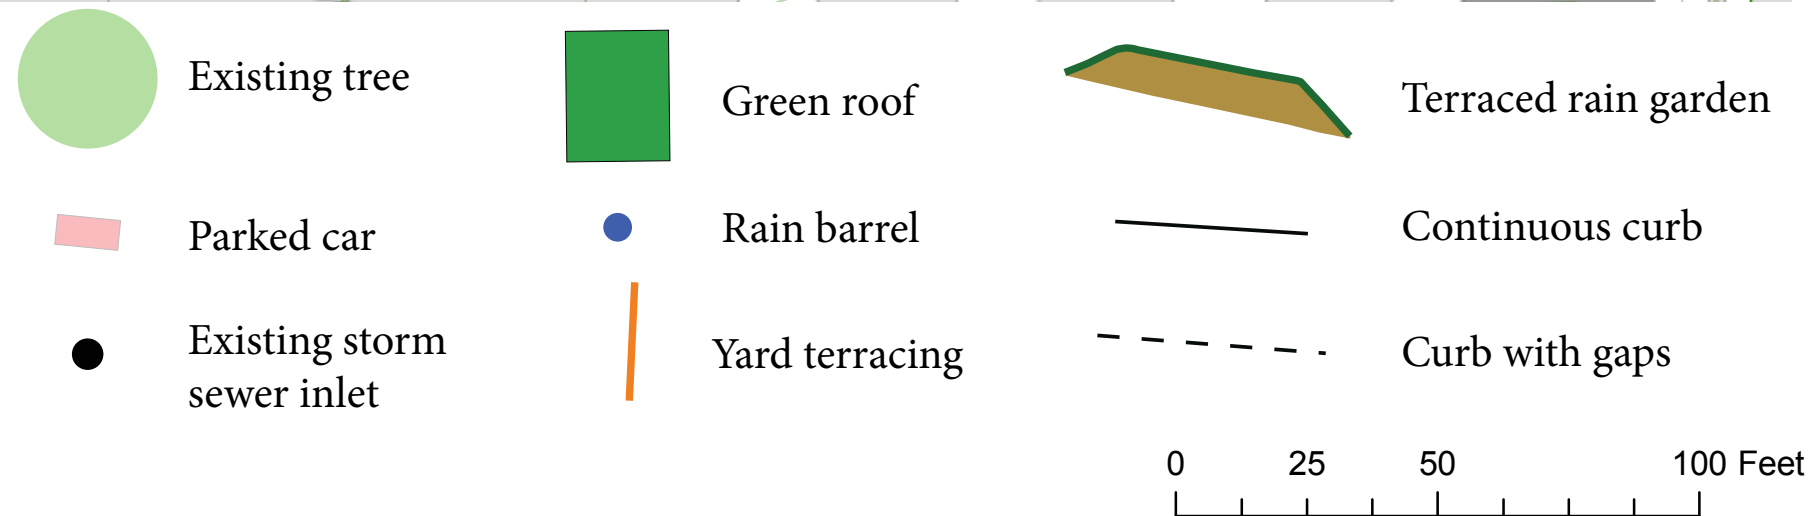 Existing tree
Green roof
Terraced rain garden
Parked car
Rain barrel
Continuous curb
Existing storm
sewer inlet
Yard terracing
Curb with gaps
0 25 50 100 Feet